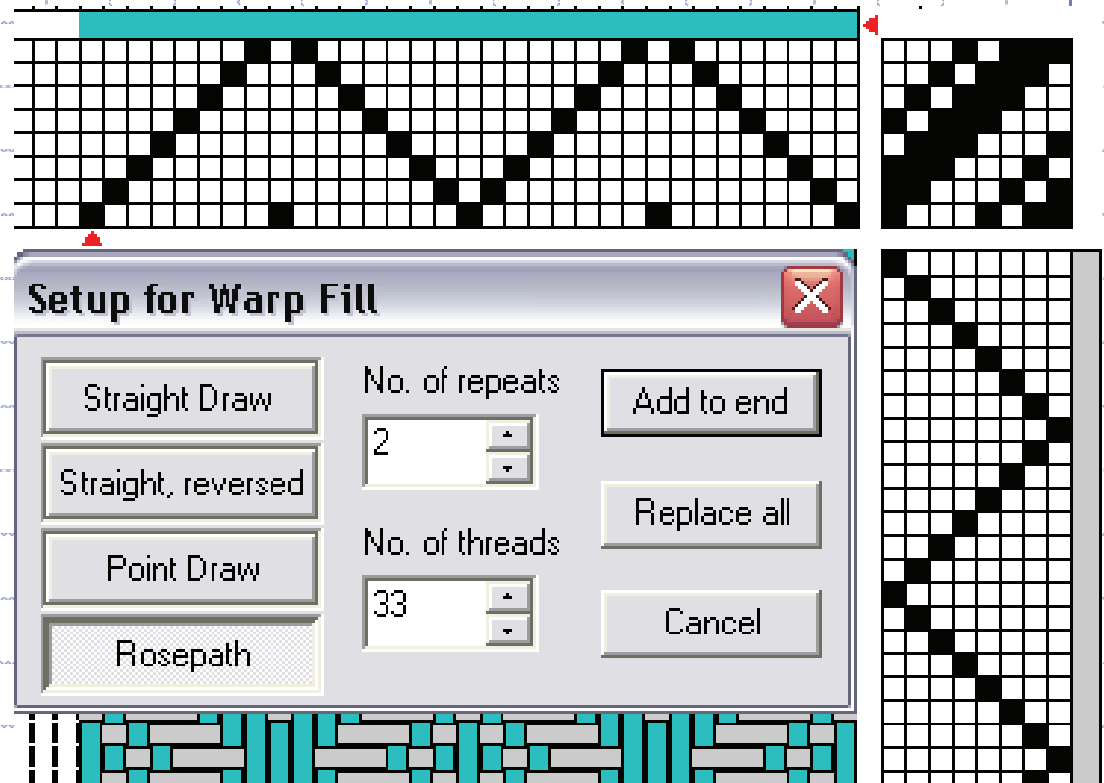 Setup for Warp Fill
Straight Draw
Straight, reversed
Point Draw
Rosepath
No. of repeats
2
No. of threads
33
Add to end
Replace all
Cancel